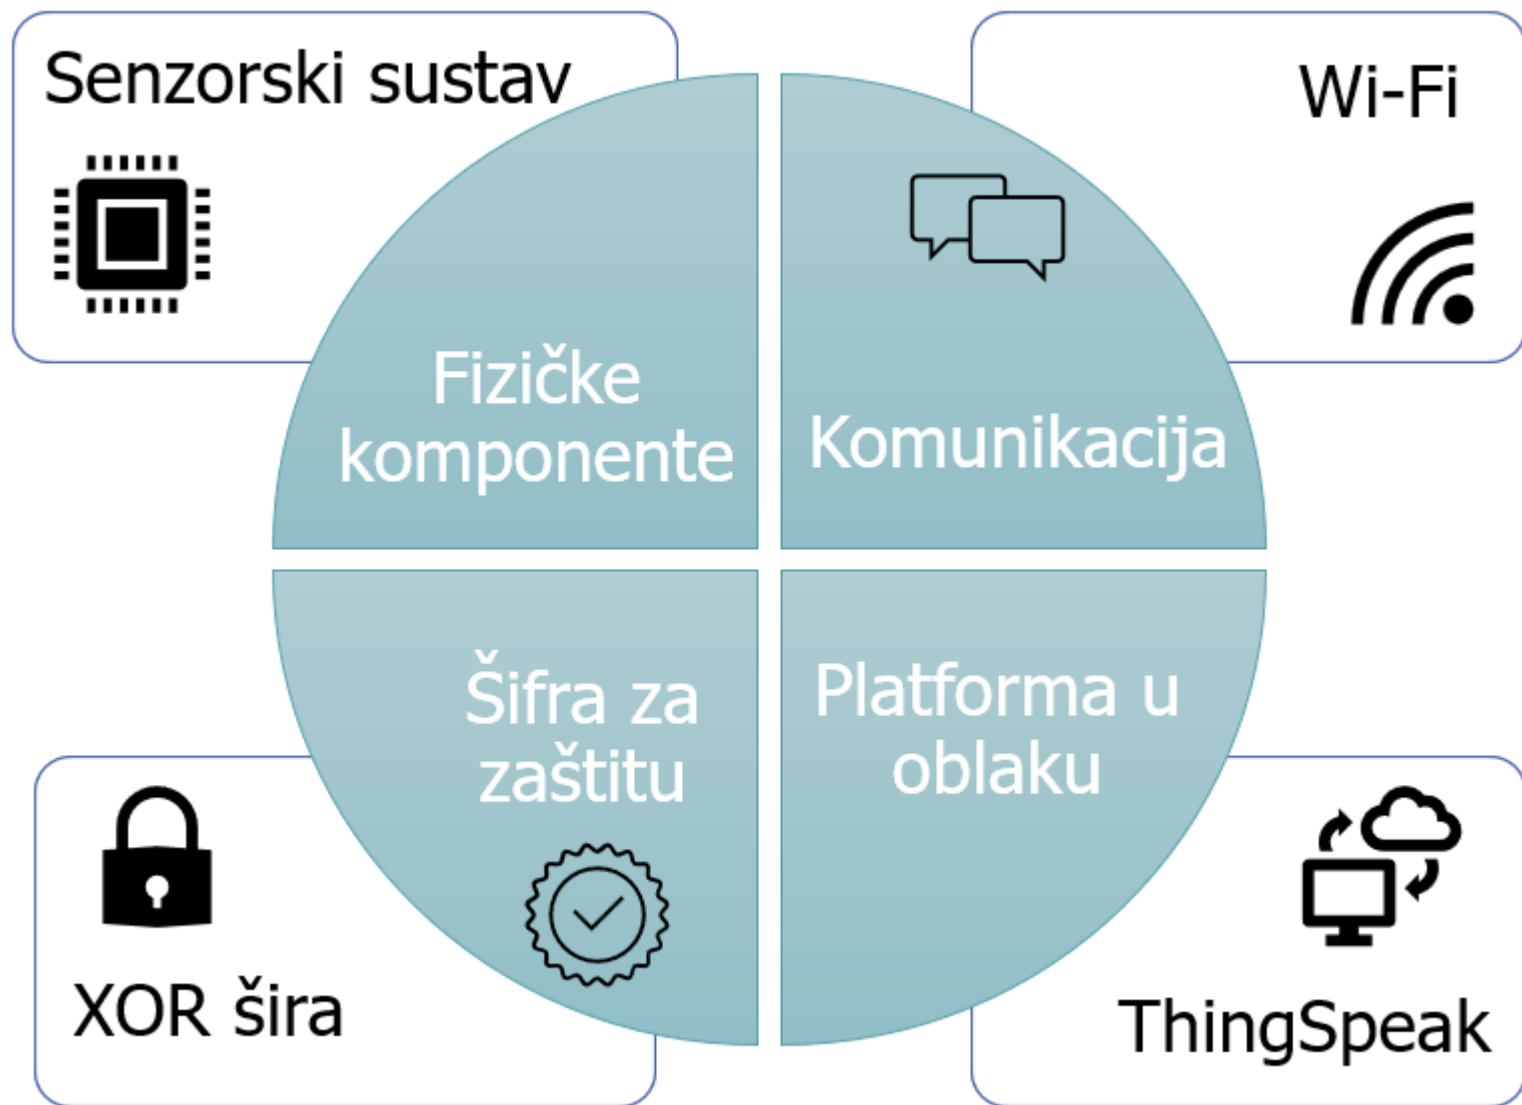 Senzorski sustav
Wi-Fi
Fizičke
komponente
Komunikacija
Šifra za
zaštitu
Platforma u
oblaku
XOR šira
ThingSpeak